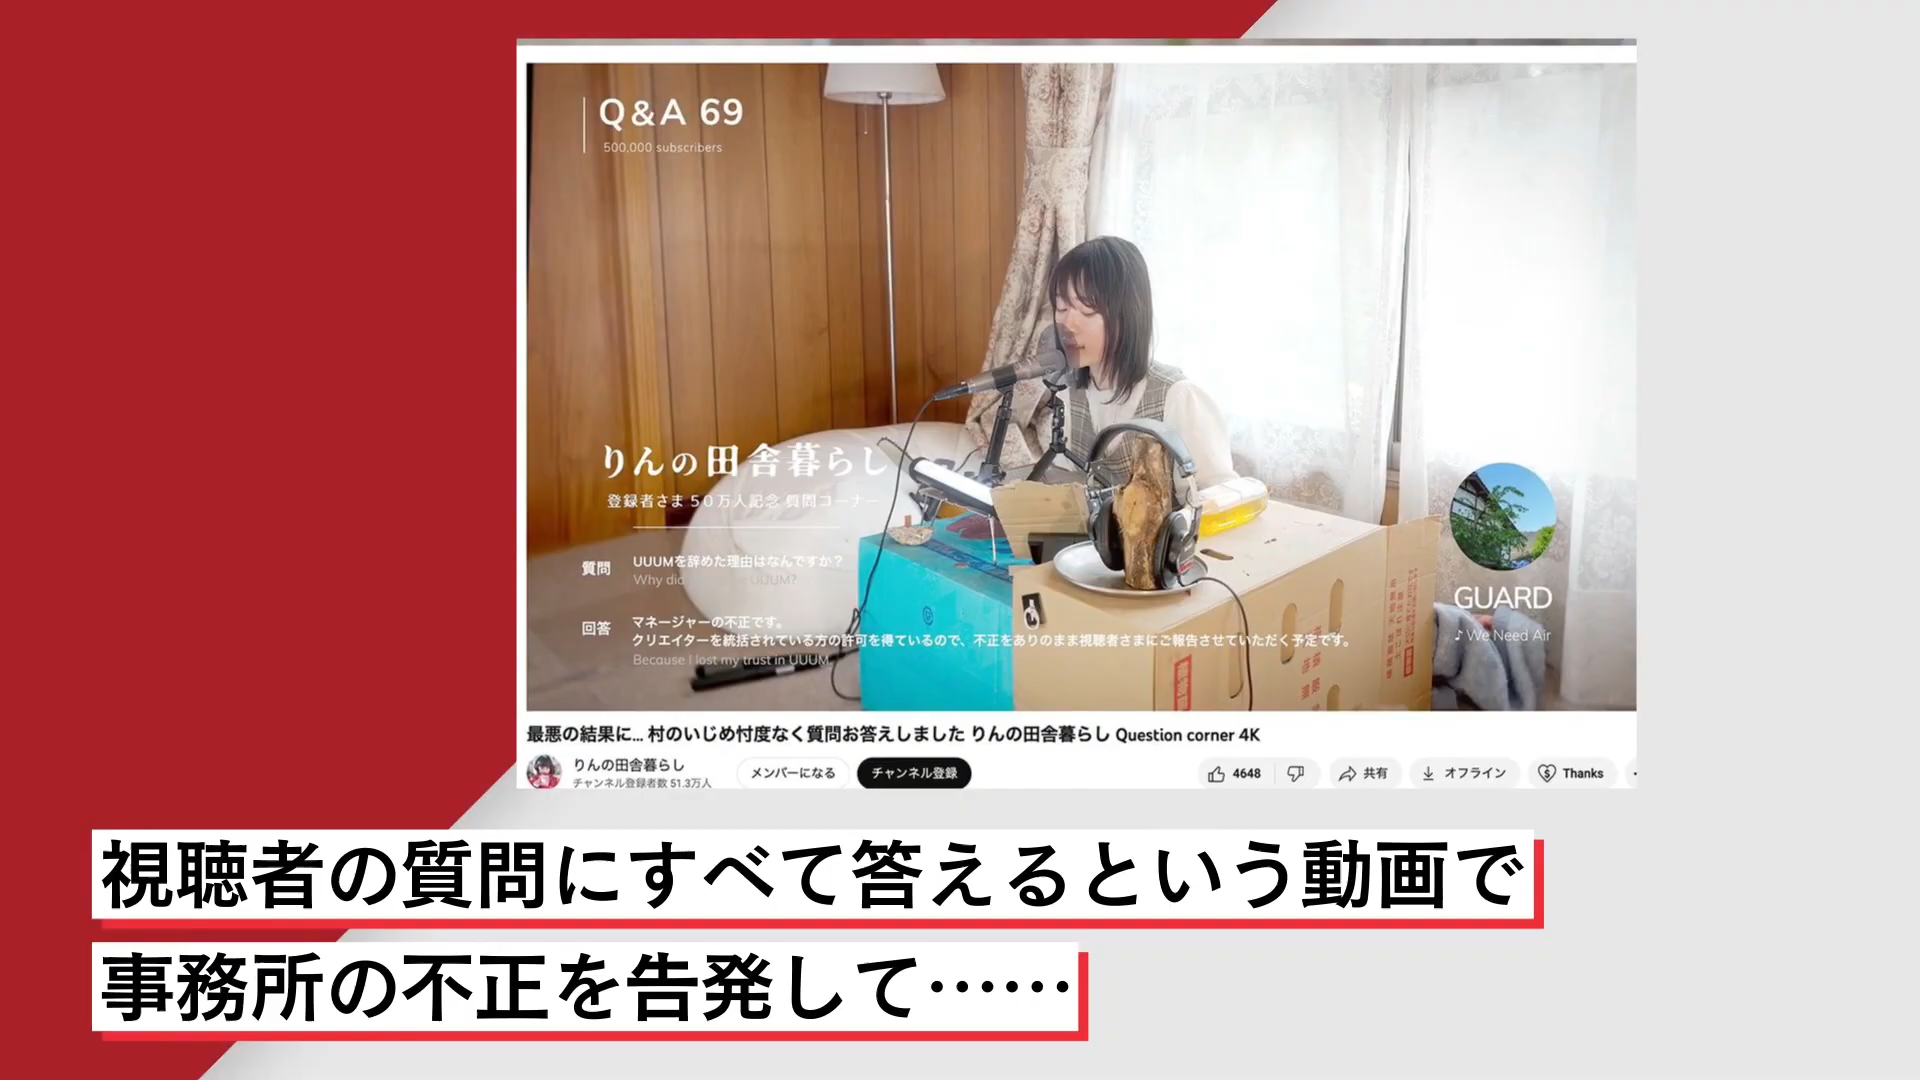 Q&A 69
500,000 subscribers
りんの田舎暮らし
登録者さま５０万人記念 質問コーナー
質問
UUUMを辞めた理由はなんですか？
Why did UUUM?
回答
マネージャーの不正です。
クリエイターを統括されている方の許可を得ているので、不正をありのまま視聴者さまにご報告させていただく予定です。
Because I lost my trust in UUUM.
GUARD
♪ We Need Air
最悪の結果に... 村のいじめ忖度なく質問お答えしました りんの田舎暮らし Question corner 4K
りんの田舎暮らし
チャンネル登録者数 51.3万人
メンバーになる
チャンネル登録
4648
共有
オフライン
Thanks
視聴者の質問にすべて答えるという動画で
事務所の不正を告発して……